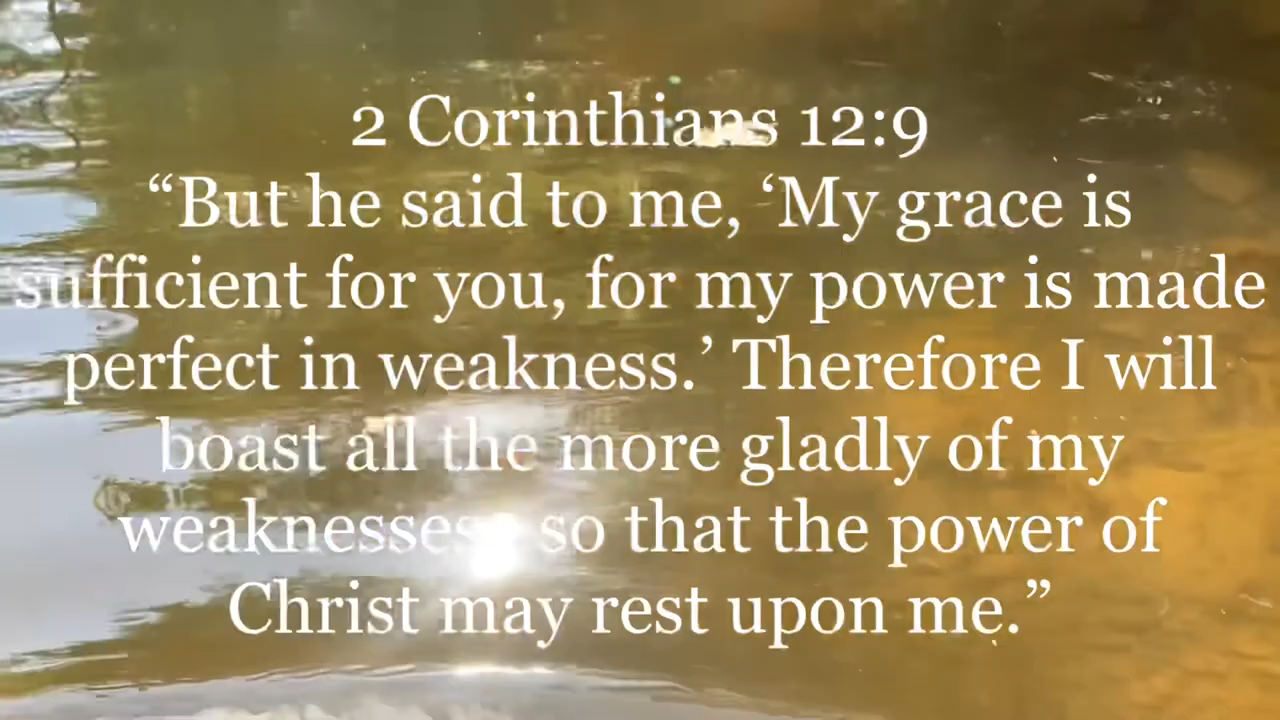 2 Corinthians 12:9
“But he said to me, ‘My grace is
sufficient for you, for my power is made
perfect in weakness.’ Therefore I will
boast all the more gladly of my
weaknesses, so that the power of
Christ may rest upon me.”